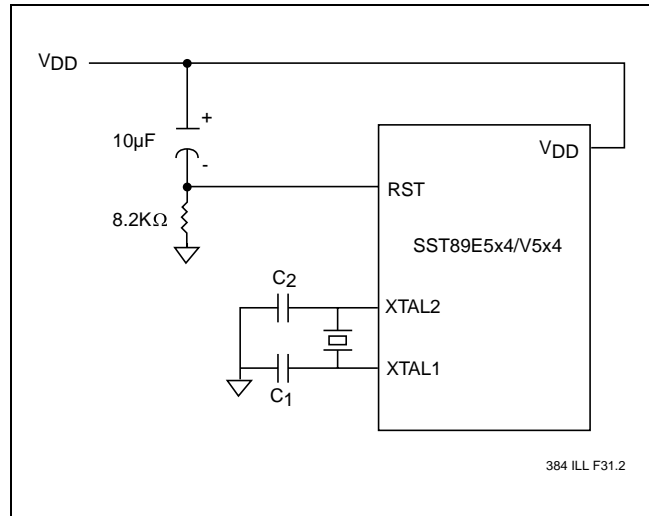 VDD
+
10µF
-
VDD
RST
8.2KΩ
SST89E5x4/V5x4
C2
XTAL2
XTAL1
C1
384 ILL F31.2